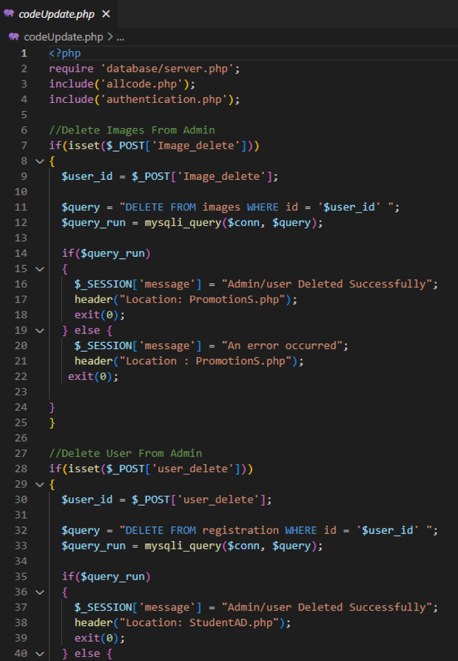 codeUpdate.php ×
codeUpdate.php > ...
1 <?php
2 require 'database/server.php';
3 include('allcode.php');
4 include('authentication.php');
5
6 //Delete Images From Admin
7 if(isset($_POST['Image_delete']))
8 {
9 $user_id = $_POST['Image_delete'];
10
11 $query = "DELETE FROM images WHERE id = '$user_id' ";
12 $query_run = mysqli_query($conn, $query);
13
14 if($query_run)
15 {
16 $_SESSION['message'] = "Admin/user Deleted Successfully";
17 header("Location: PromotionS.php");
18 exit(0);
19 } else {
20 $_SESSION['message'] = "An error occurred";
21 header("Location : PromotionS.php");
22 exit(0);
23
24 }
25 }
26
27 //Delete User From Admin
28 if(isset($_POST['user_delete']))
29 {
30 $user_id = $_POST['user_delete'];
31
32 $query = "DELETE FROM registration WHERE id = '$user_id' ";
33 $query_run = mysqli_query($conn, $query);
34
35 if($query_run)
36 {
37 $_SESSION['message'] = "Admin/user Deleted Successfully";
38 header("Location: StudentAD.php");
39 exit(0);
40 } else {